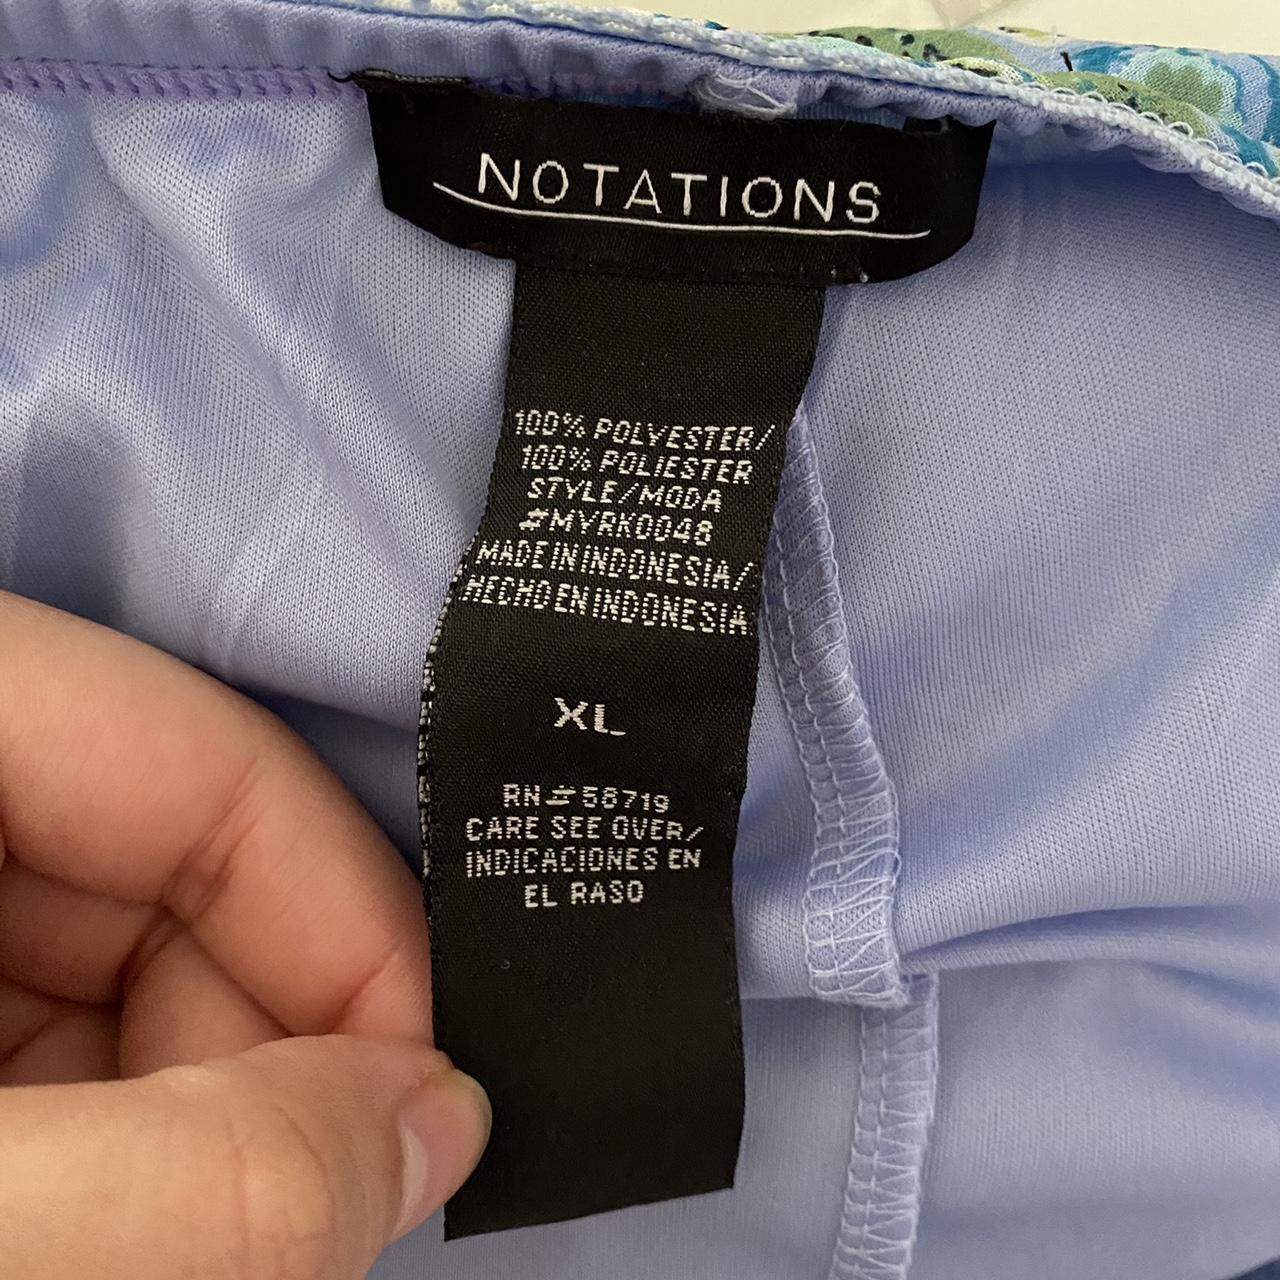 NOTATIONS
100% POLYESTER/
100% POLIESTER
STYLE/MODA
#MYRK0048
MADE IN INDONESIA/
HECHO EN INDONESIA
XL
RN#58719
CARE SEE OVER/
INDICACIONES EN
EL RASO